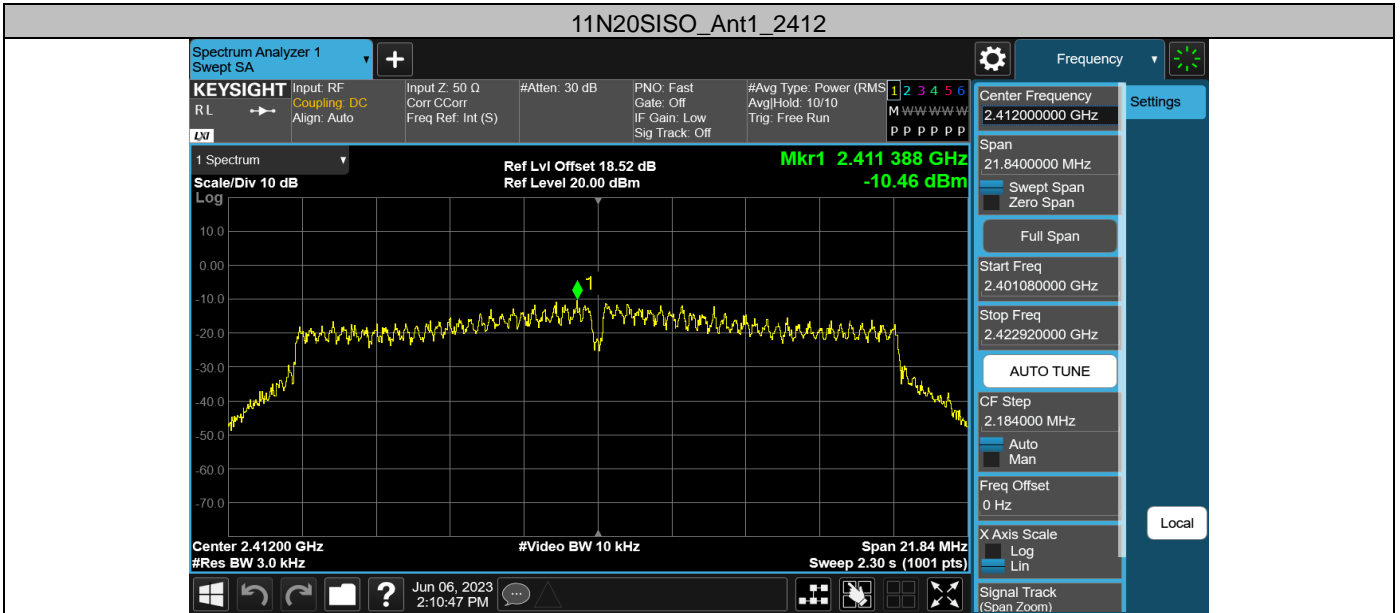 11N20SISO_Ant1_2412
Spectrum Analyzer 1
Swept SA
+
Frequency
KEYSIGHT
RL
LXI
Input: RF
Coupling: DC
Align: Auto
Input Z: 50 Ω
Corr CCorr
Freq Ref: Int (S)
#Atten: 30 dB
PNO: Fast
Gate: Off
IF Gain: Low
Sig Track: Off
#Avg Type: Power (RMS
Avg|Hold: 10/10
Trig: Free Run
1 2 3 4 5 6
M W W W W W
P P P P P P
1 Spectrum
Scale/Div 10 dB
Log
Ref Lvl Offset 18.52 dB
Ref Level 20.00 dBm
Mkr1 2.411 388 GHz
-10.46 dBm
10.0
0.00
-10.0
-20.0
-30.0
-40.0
-50.0
-60.0
-70.0
1
Center 2.41200 GHz
#Res BW 3.0 kHz
#Video BW 10 kHz
Span 21.84 MHz
Sweep 2.30 s (1001 pts)
Center Frequency
2.412000000 GHz
Span
21.8400000 MHz
Swept Span
Zero Span
Full Span
Start Freq
2.401080000 GHz
Stop Freq
2.422920000 GHz
AUTO TUNE
CF Step
2.184000 MHz
Auto
Man
Freq Offset
0 Hz
X Axis Scale
Log
Lin
Signal Track
(Span Zoom)
Settings
Local
?
Jun 06, 2023
2:10:47 PM